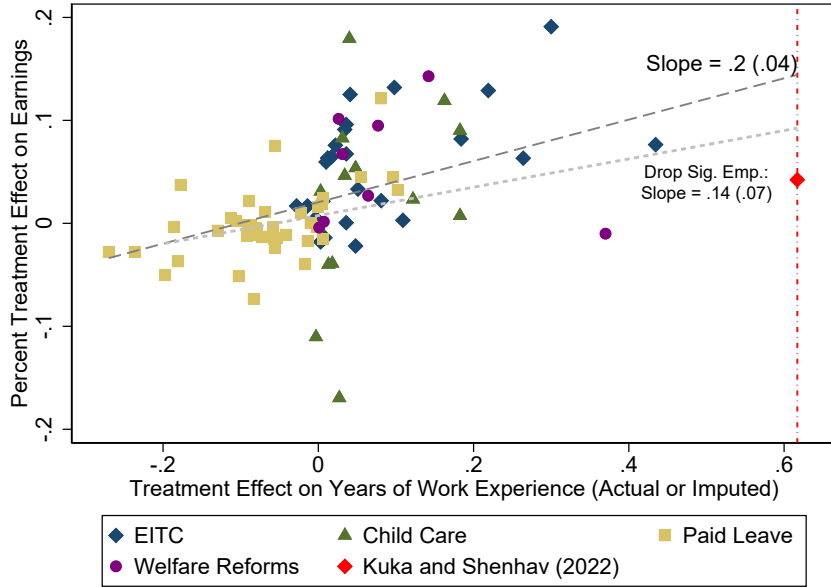 .2
.1
0
-.1
-.2
Percent Treatment Effect on Earnings
Slope = .2 (.04)
Drop Sig. Emp.:
Slope = .14 (.07)
-.2 0 .2 .4 .6
Treatment Effect on Years of Work Experience (Actual or Imputed)
EITC Child Care Paid Leave
Welfare Reforms Kuka and Shenhav (2022)